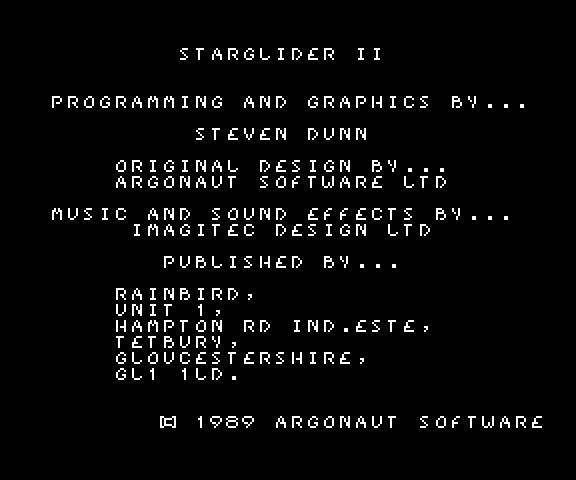 STARGLIDER II
PROGRAMMING AND GRAPHICS BY...
STEVEN DUNN
ORIGINAL DESIGN BY...
ARGONAUT SOFTWARE LTD
MUSIC AND SOUND EFFECTS BY...
IMAGITEC DESIGN LTD
PUBLISHED BY...
RAINBIRD,
UNIT 1,
HAMPTON RD IND.ESTE,
TETBURY,
GLOUCESTERSHIRE,
GL1 1LD.
© 1989 ARGONAUT SOFTWARE